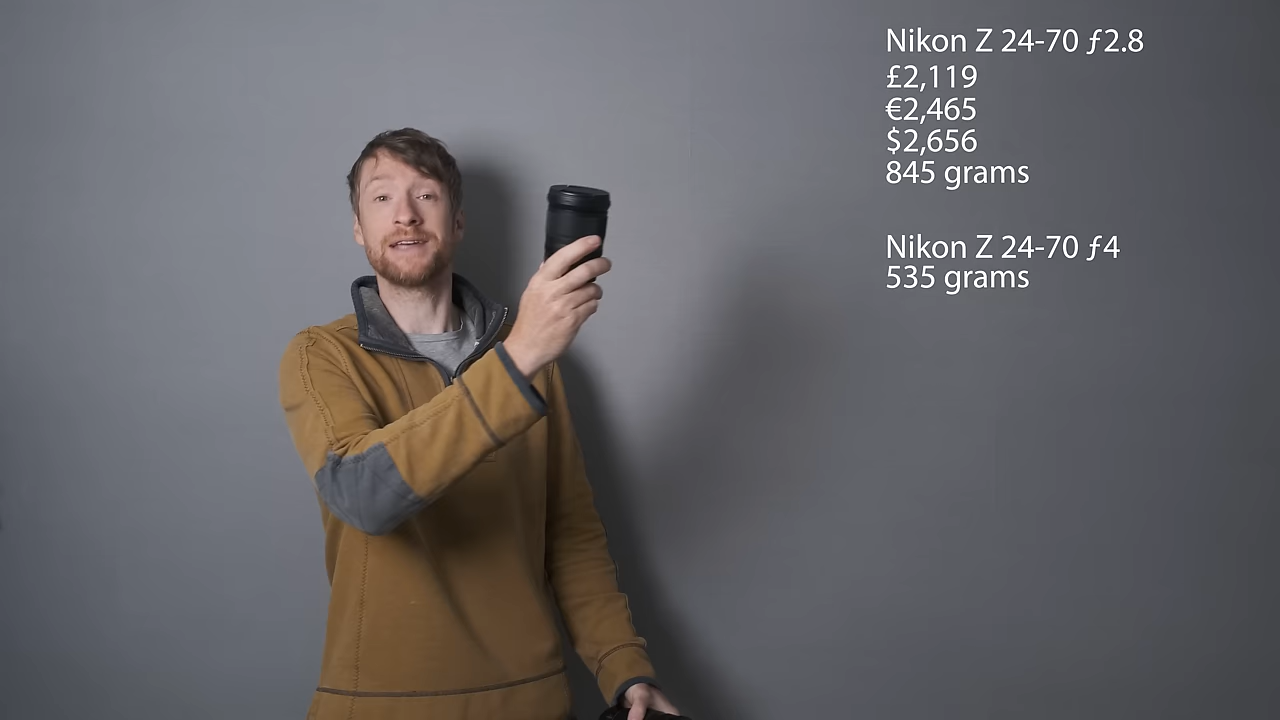 Nikon Z 24-70 ƒ2.8
£2,119
€2,465
$2,656
845 grams
Nikon Z 24-70 ƒ4
535 grams